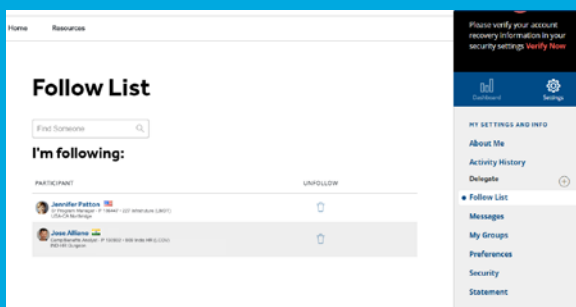 Home Resources
Please verify your account
recovery information in your
security settings Verify Now
Follow List
Dashboard Settings
Find Someone
I'm following:
PARTICIPANT UNFOLLOW
Jennifer Patton
Jose Allieno
MY SETTINGS AND INFO
About Me
Activity History
Delegate
Follow List
Messages
My Groups
Preferences
Security
Statement